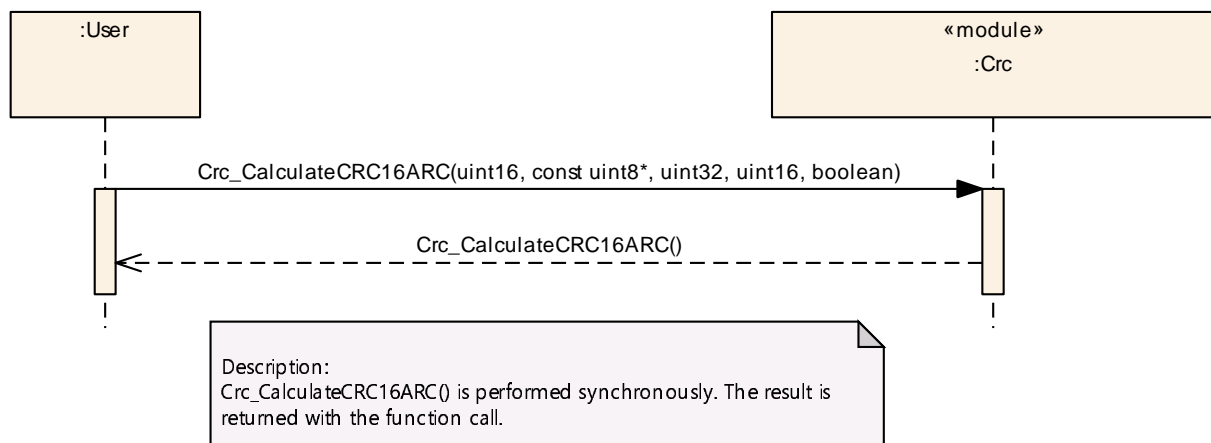 :User
«module»
:Crc
Crc_CalculateCRC16ARC(uint16, const uint8*, uint32, uint16, boolean)
Crc_CalculateCRC16ARC()
Description:
Crc_CalculateCRC16ARC() is performed synchronously. The result is
returned with the function call.